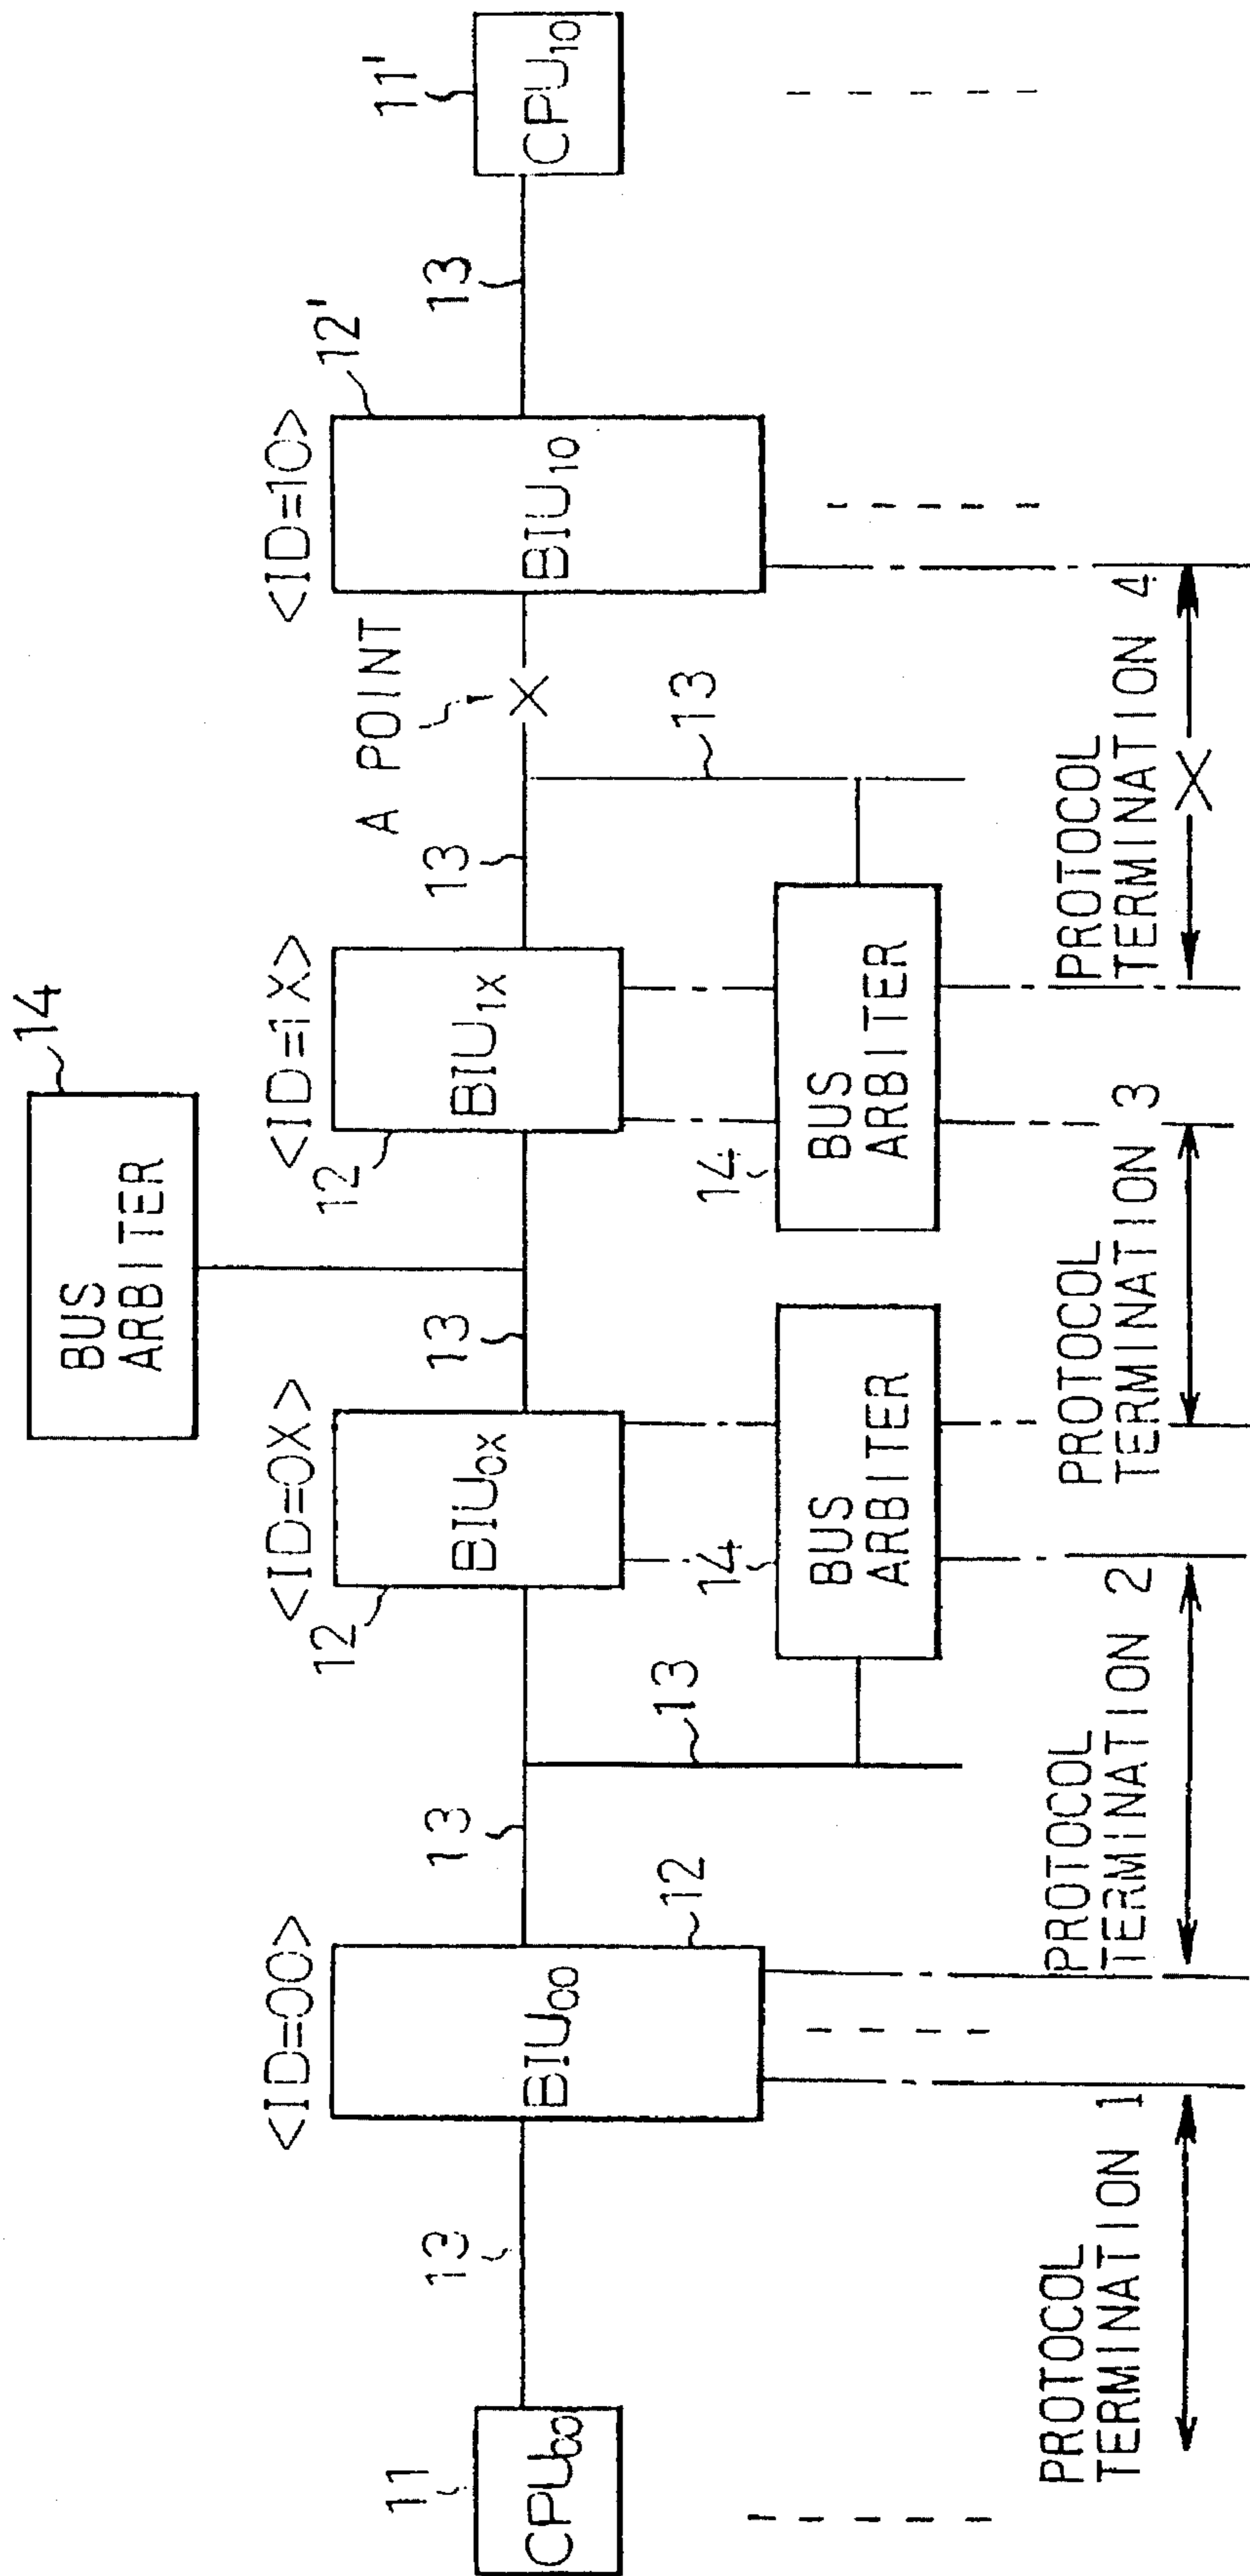 14
BUS
ARBITER
<ID=00>
<ID=0X>
<ID=1X>
<ID=10>
12'
11
13
12
13
12
13
12
13
A POINT
13
11'
CPU00
BIU00
BIU0X
BIU1X
X
BIU10
CPU10
13
14
BUS
ARBITER
14
BUS
ARBITER
13
PROTOCOL
TERMINATION 1
PROTOCOL
TERMINATION 2
PROTOCOL
TERMINATION 3
PROTOCOL
TERMINATION 4
X